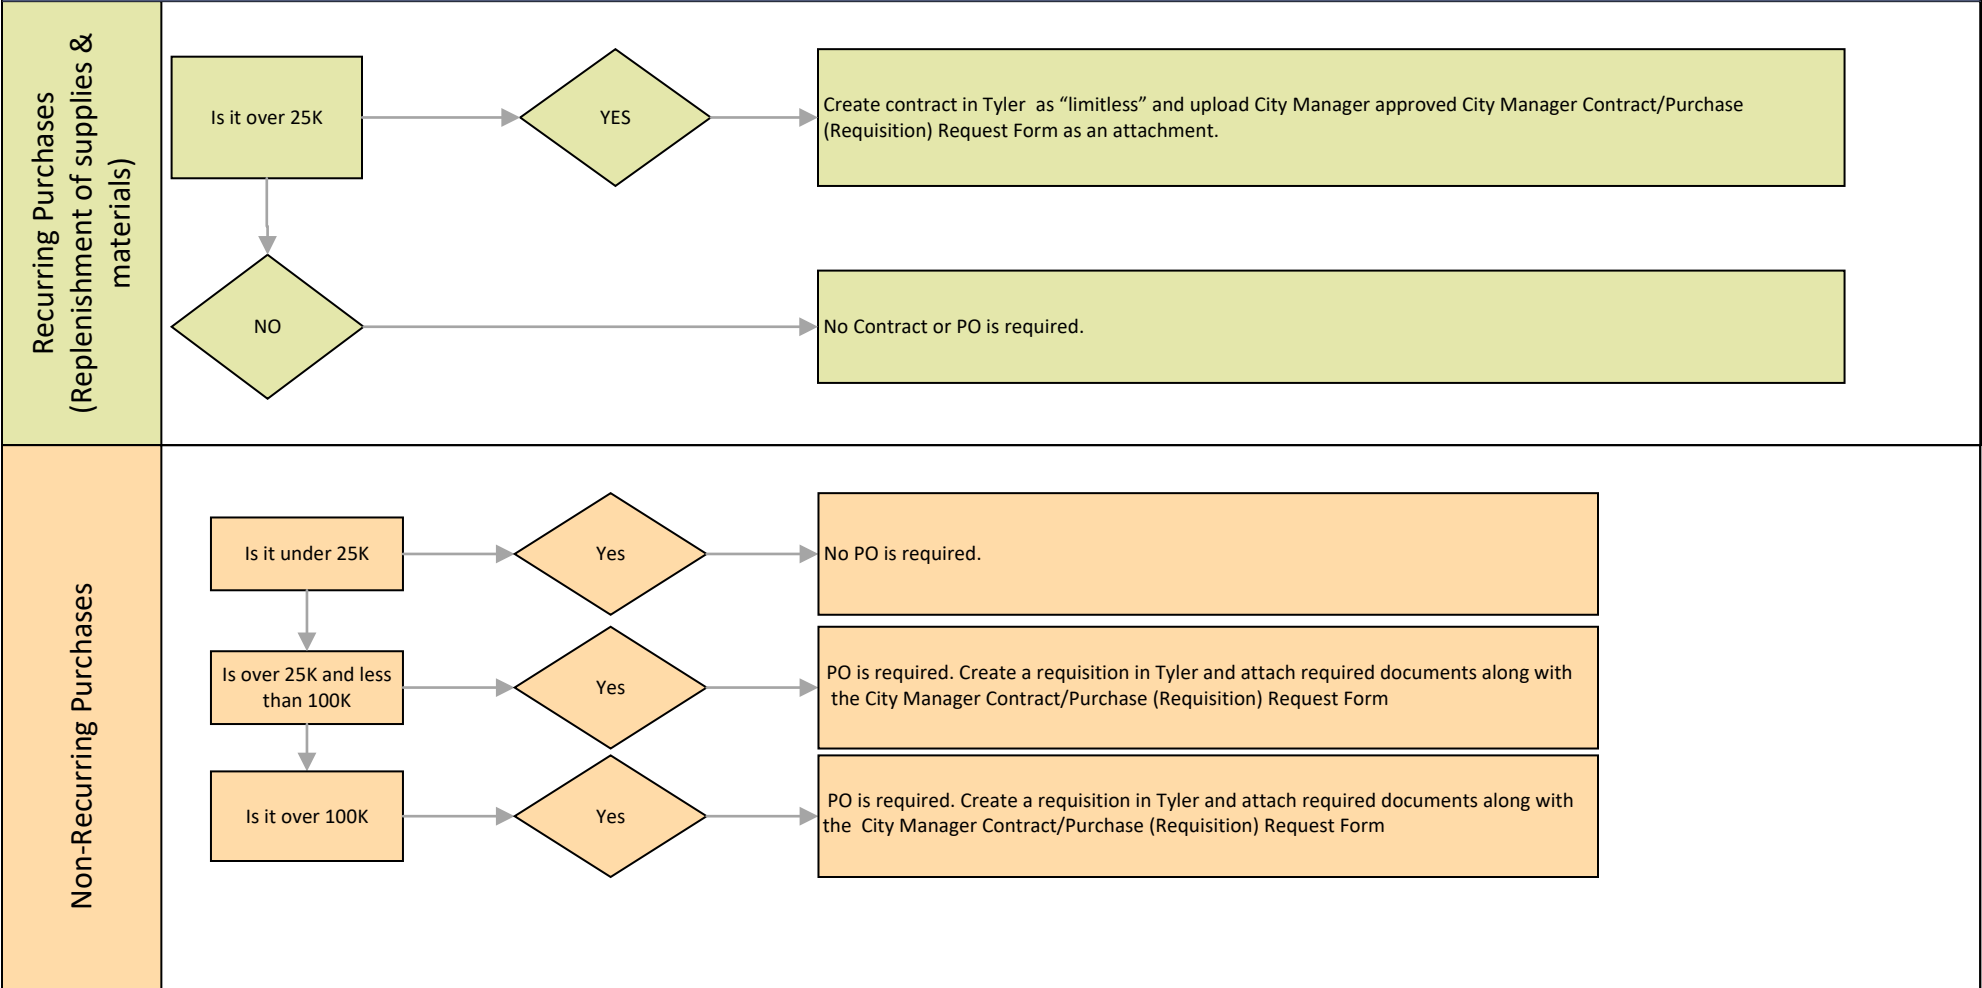 Recurring Purchases
(Replenishment of supplies &
materials)
Is it over 25K
YES
Create contract in Tyler  as “limitless” and upload City Manager approved City Manager Contract/Purchase
(Requisition) Request Form as an attachment.
NO
No Contract or PO is required.
Non-Recurring Purchases
Is it under 25K
Yes
No PO is required.
Is over 25K and less
than 100K
Yes
PO is required. Create a requisition in Tyler and attach required documents along with
the City Manager Contract/Purchase (Requisition) Request Form
Is it over 100K
Yes
PO is required. Create a requisition in Tyler and attach required documents along with
the  City Manager Contract/Purchase (Requisition) Request Form